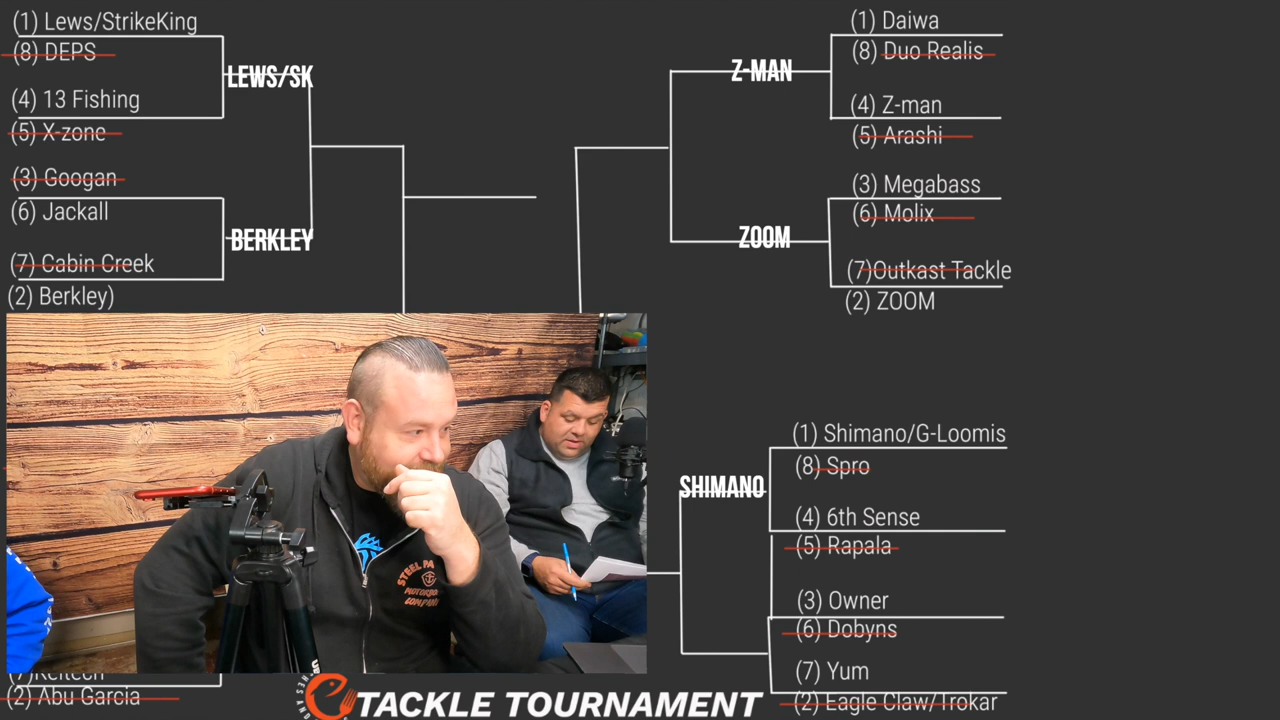 (1) Lews/StrikeKing
(8) DEPS
LEWS/SK
(4) 13 Fishing
(5) X-zone
(3) Googan
(6) Jackall
BERKLEY
(7) Cabin Creek
(2) Berkley)
(1) Daiwa
(8) Duo Realis
Z-MAN
(4) Z-man
(5) Arashi
(3) Megabass
(6) Molix
ZOOM
(7)Outkast Tackle
(2) ZOOM
(1) Shimano/G-Loomis
(8) Spro
SHIMANO
(4) 6th Sense
(5) Rapala
(3) Owner
(6) Dobyns
(7) Yum
(2) Eagle Claw/Trokar
(7)Keitech
(2) Abu Garcia
TACKLE TOURNAMENT